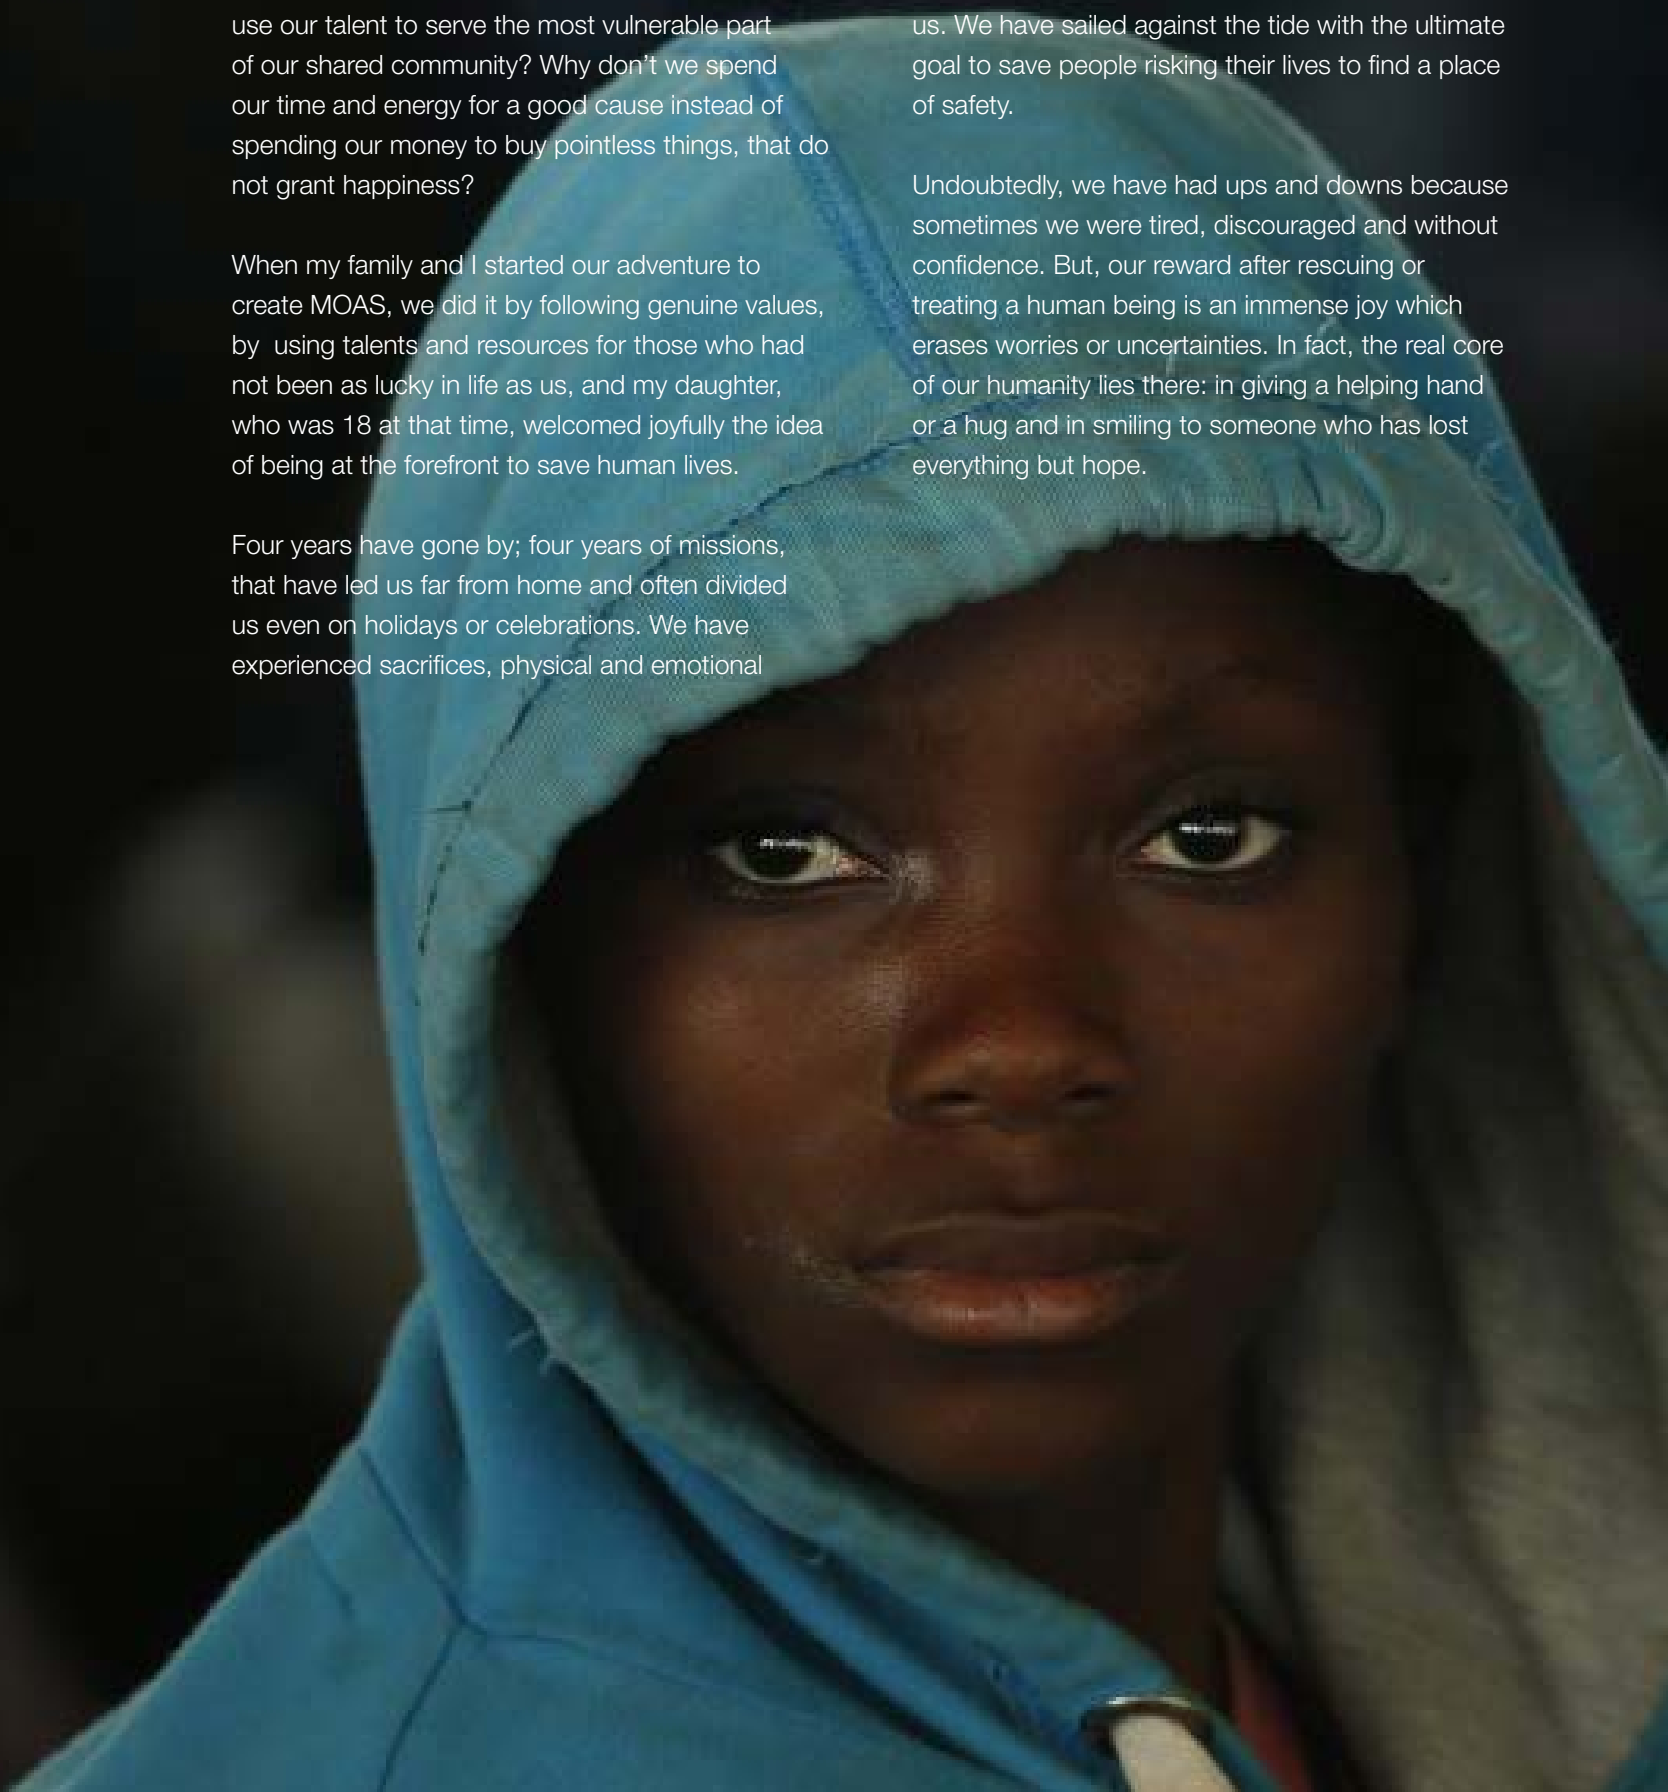 use our talent to serve the most vulnerable part
of our shared community? Why don't we spend
our time and energy for a good cause instead of
spending our money to buy pointless things, that do
not grant happiness?
When my family and I started our adventure to
create MOAS, we did it by following genuine values,
by  using talents and resources for those who had
not been as lucky in life as us, and my daughter,
who was 18 at that time, welcomed joyfully the idea
of being at the forefront to save human lives.
Four years have gone by; four years of missions,
that have led us far from home and often divided
us even on holidays or celebrations. We have
experienced sacrifices, physical and emotional
us. We have sailed against the tide with the ultimate
goal to save people risking their lives to find a place
of safety.
Undoubtedly, we have had ups and downs because
sometimes we were tired, discouraged and without
confidence. But, our reward after rescuing or
treating a human being is an immense joy which
erases worries or uncertainties. In fact, the real core
of our humanity lies there: in giving a helping hand
or a hug and in smiling to someone who has lost
everything but hope.